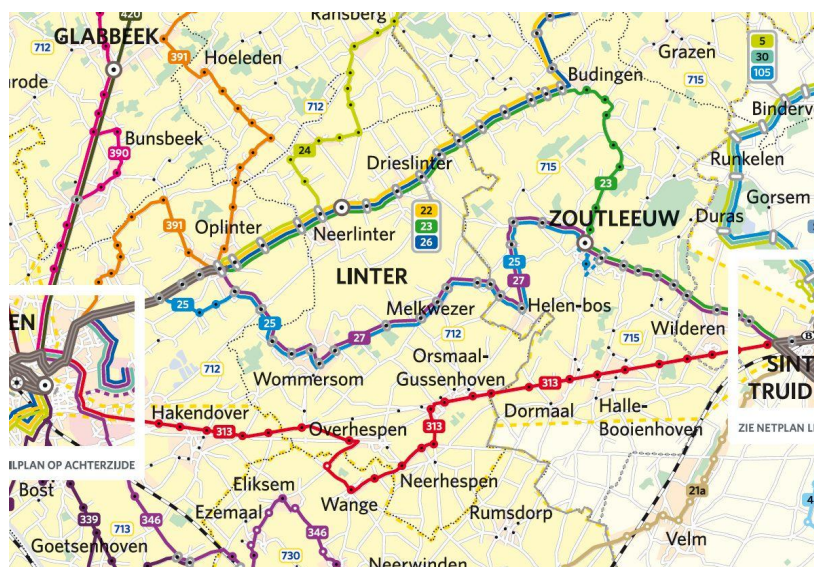 420
Ransberg
GLABBEEK
712
391
Hoeleden
Grazen
5
30
105
Budingen
715
Binderv
712
Bunsbeek
390
24
Drieslinter
715
Runkelen
23
Gorsem
391
Oplinter
22
23
26
ZOUTLEEUW
Duras
Neerlinter
LINTER
25
27
EN
25
25
Melkwezer
Helen-bos
27
712
715
Wilderen
B
Orsmaal-
Gussenhoven
SINT
TRUID
712
Wommersom
313
Dormaal
Halle-
Booienhoven
Hakendover
313
Overhespen
313
ZIE NETPLAN LI
ILPLAN OP ACHTERZIJDE
Neerhespen
Bost
Eliksem
Wange
21a
4
Ezemaal
Rumsdorp
339
713
346
346
Velm
Goetsenhoven
730
Neerwinden